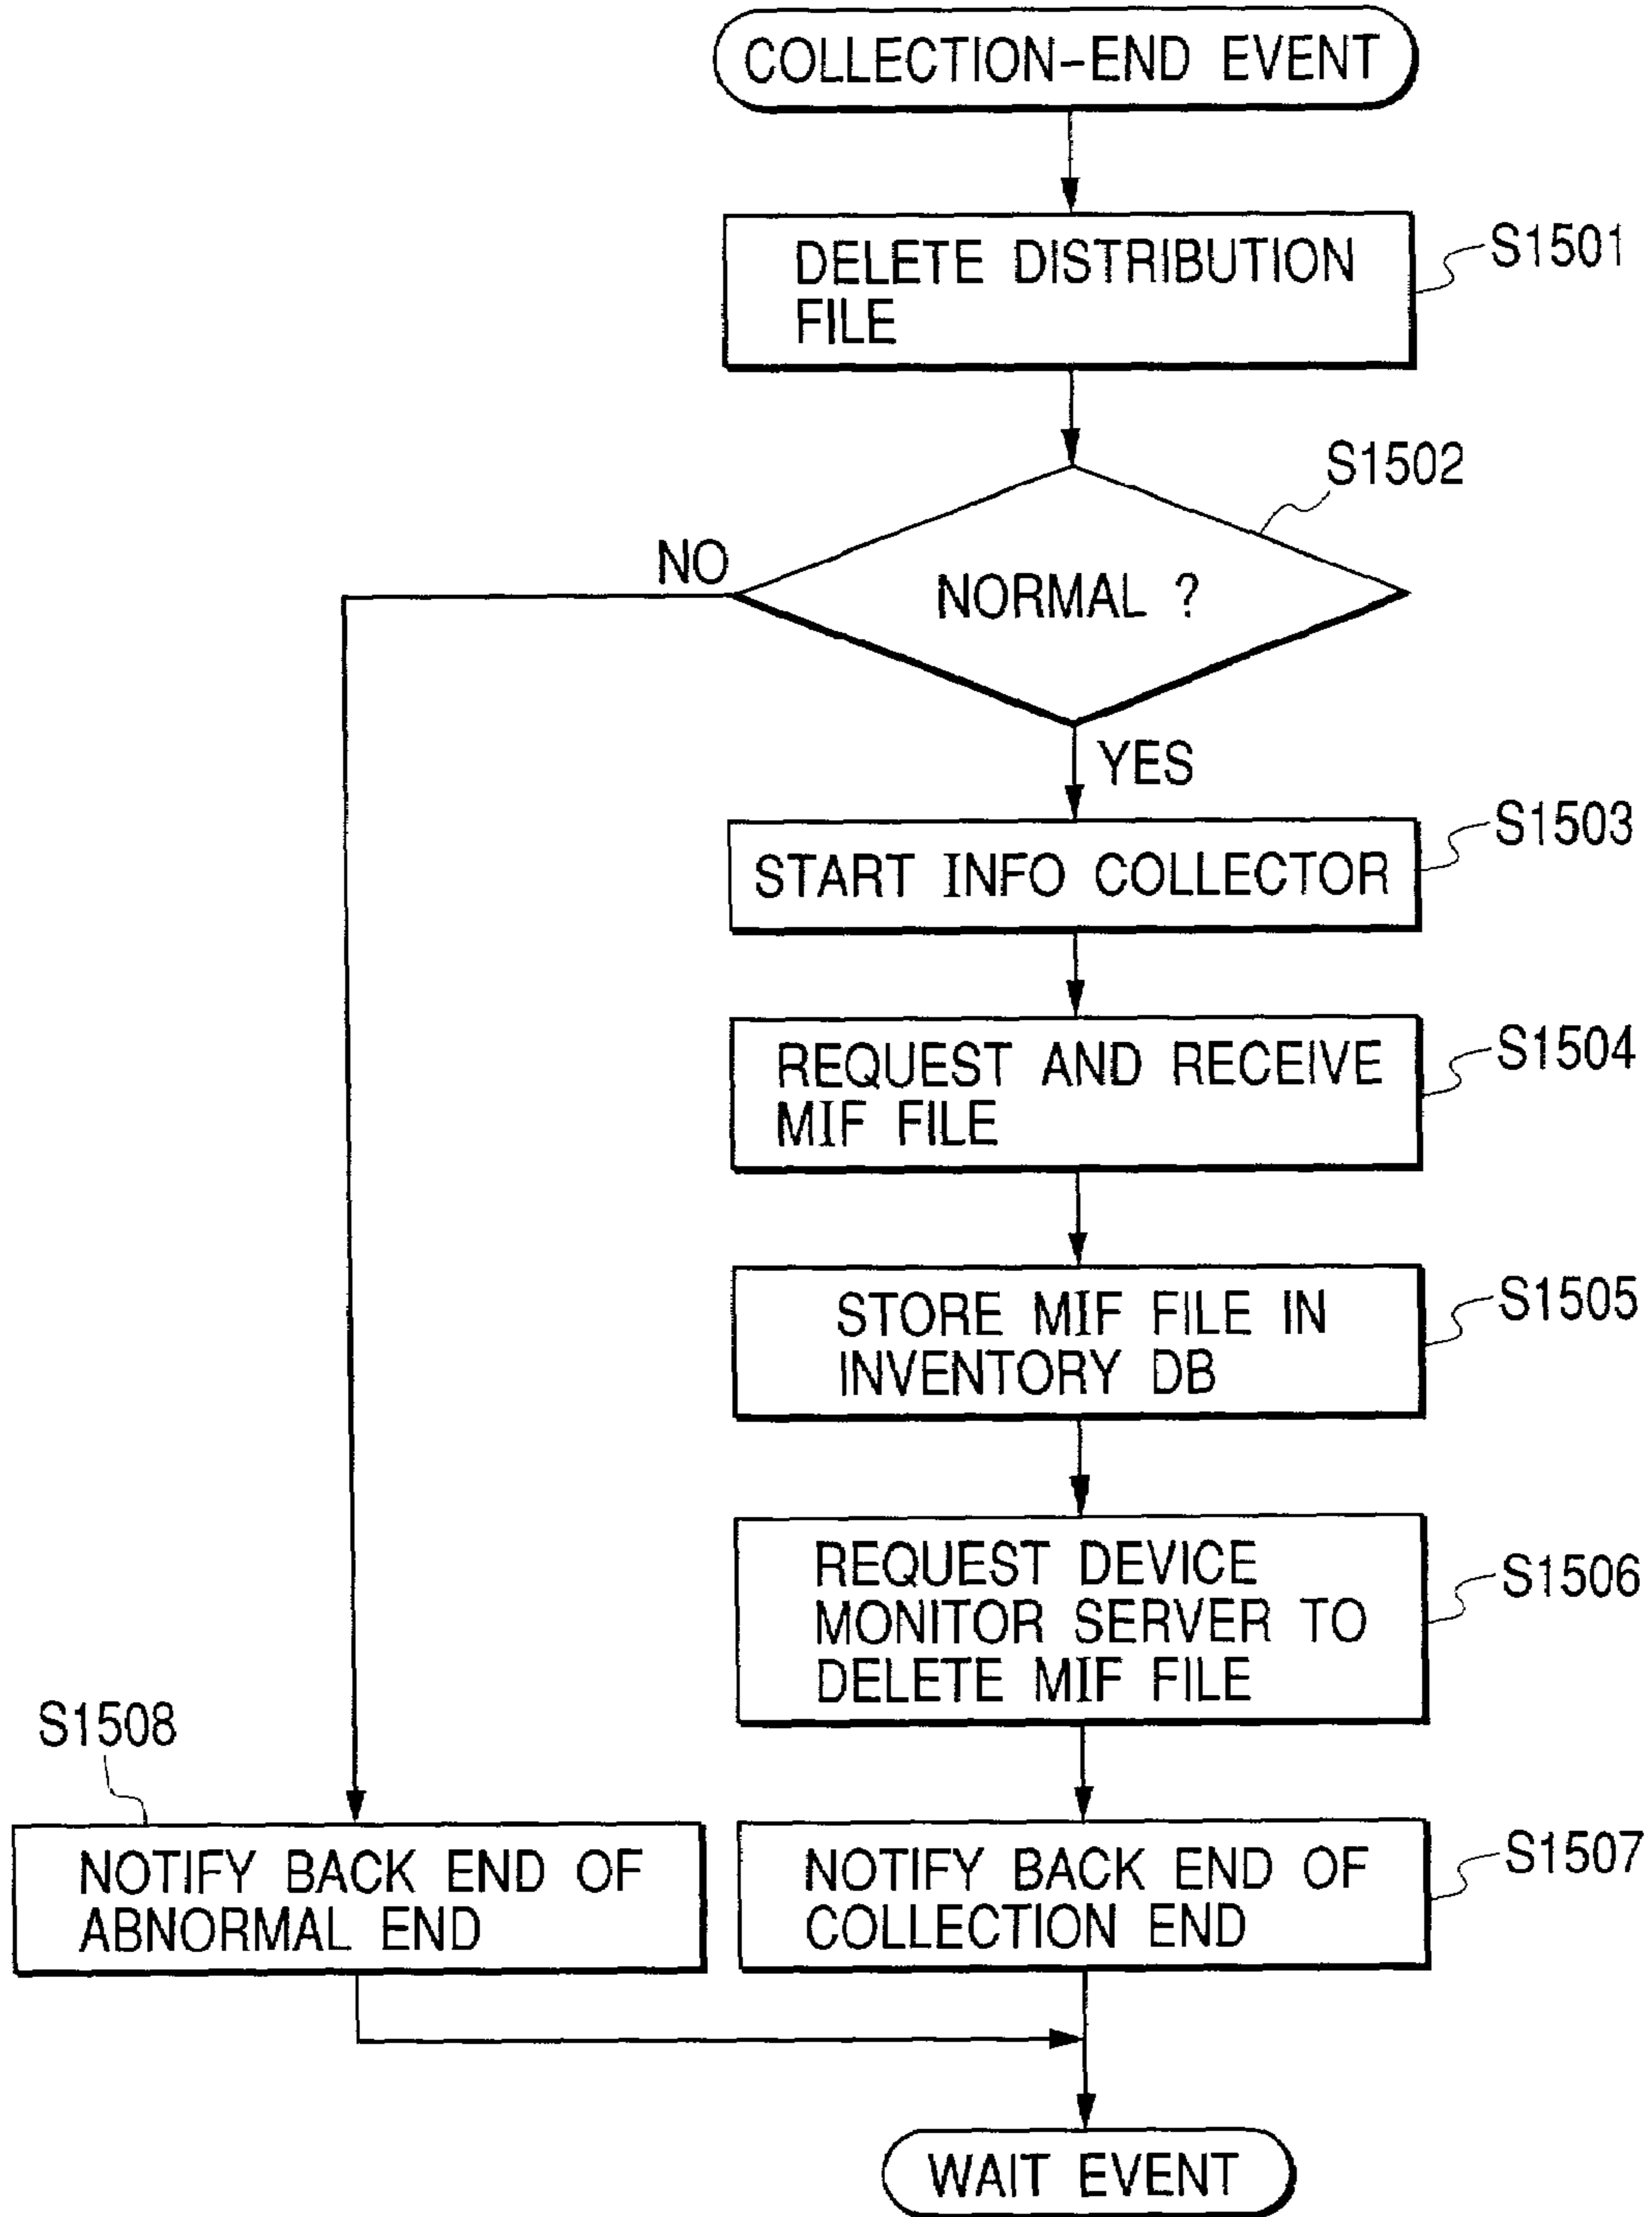 COLLECTION-END EVENT
DELETE DISTRIBUTION
FILE
S1501
S1502
NO
NORMAL ?
YES
START INFO COLLECTOR
S1503
REQUEST AND RECEIVE
MIF FILE
S1504
STORE MIF FILE IN
INVENTORY DB
S1505
REQUEST DEVICE
MONITOR SERVER TO
DELETE MIF FILE
S1506
S1508
NOTIFY BACK END OF
ABNORMAL END
NOTIFY BACK END OF
COLLECTION END
S1507
WAIT EVENT